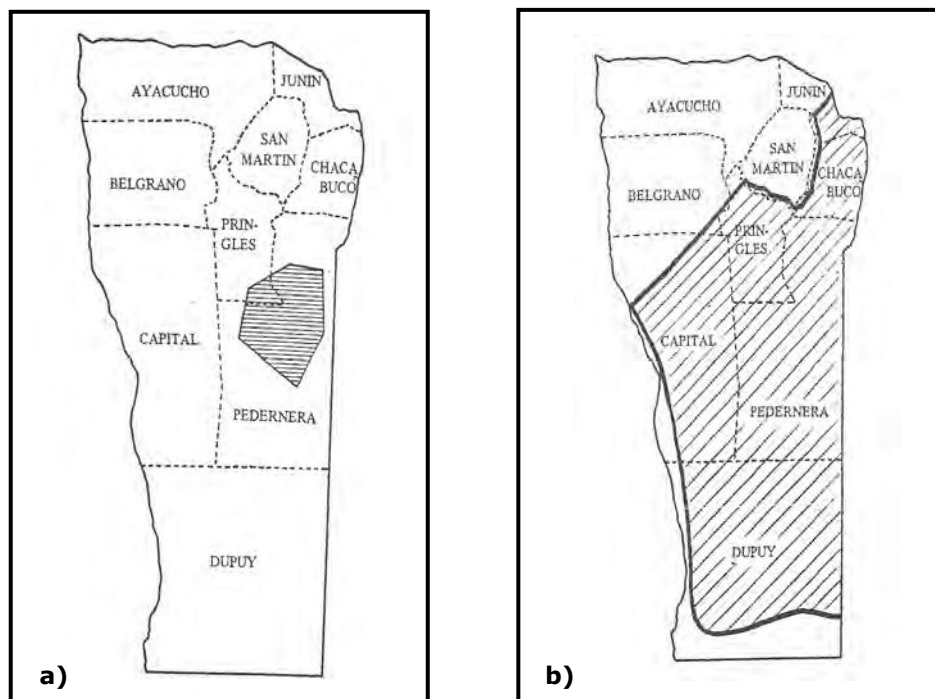 AYACUCHO
JUNIN
SAN
MARTIN
CHACA
BUCO
BELGRANO
PRIN-
GLES
CAPITAL
PEDERNERA
DUPUY
a)
AYACUCHO
JUNIN
SAN
MARTIN
CHACA
BUCO
BELGRANO
PRIN-
GLES
CAPITAL
PEDERNERA
DUPUY
b)